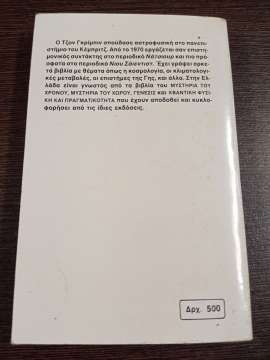 Ο Τζον Γκρίμπιν σπούδασε αστροφυσική στο πανεπι-
στήμιο του Κέμπριτζ. Από το 1970 εργάζεται σαν επιστη-
μονικός συντάκτης στο περιοδικό Νάτσιουρ και πιο πρό-
σφατα στο περιοδικό Νιου Σάιεντιστ. Έχει γράψει αρκε-
τά βιβλία με θέματα όπως η κοσμολογία, οι κλιματολογι-
κές μεταβολές, οι επιστήμες της Γης, και άλλα. Στην Ελ-
λάδα είναι γνωστός από τα βιβλία του ΜΥΣΤΗΡΙΑ ΤΟΥ
ΧΡΟΝΟΥ, ΜΥΣΤΗΡΙΑ ΤΟΥ ΧΩΡΟΥ, ΓΕΝΕΣΙΣ και ΚΒΑΝΤΙΚΗ ΦΥΣΙ-
ΚΗ ΚΑΙ ΠΡΑΓΜΑΤΙΚΟΤΗΤΑ που έχουν αποδοθεί και κυκλο-
φορήσει από τις ίδιες εκδόσεις.
Δρχ. 500